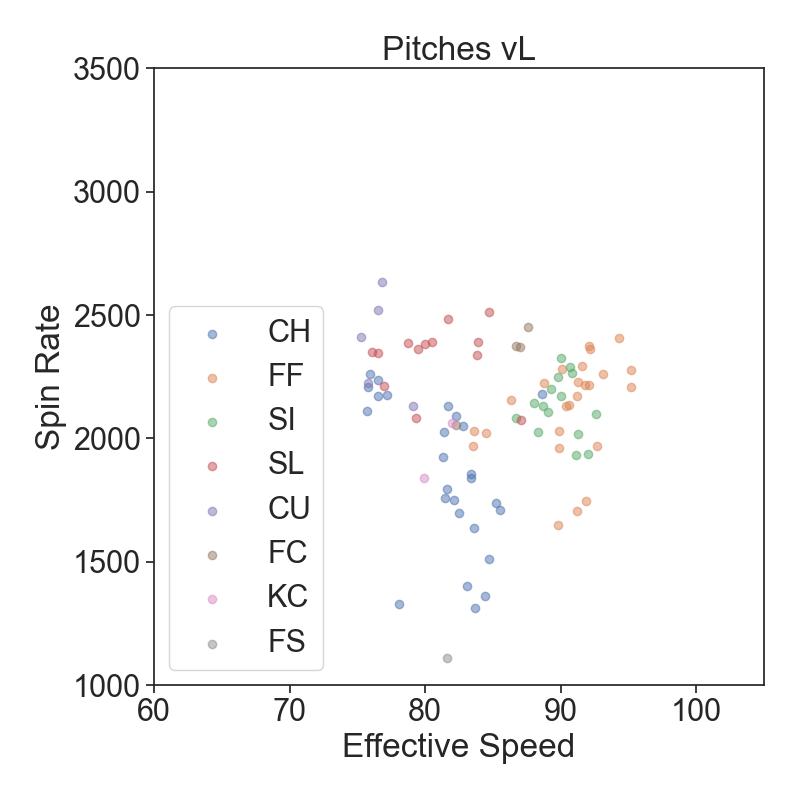 Pitches vL
3500
3000
2500
2000
1500
1000
Spin Rate
CH
FF
SI
SL
CU
FC
KC
FS
60 70 80 90 100
Effective Speed